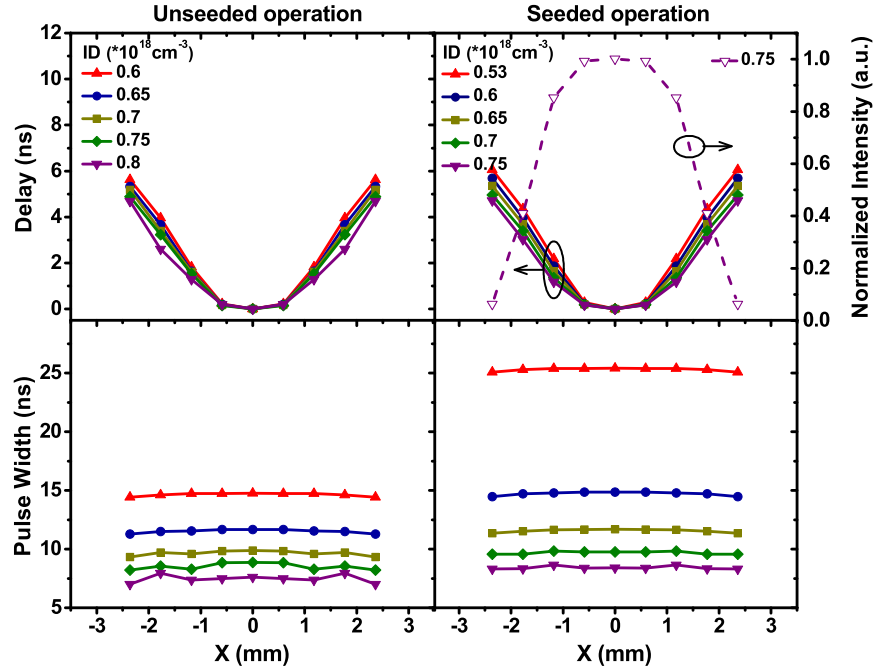 Unseeded operation
Seeded operation
ID (*10¹⁸cm⁻³)
0.6
0.65
0.7
0.75
0.8
ID (*10¹⁸cm⁻³)
0.53
0.6
0.65
0.7
0.75
0.75
12
10
8
6
4
2
0
Delay (ns)
1.0
0.8
0.6
0.4
0.2
0.0
Normalized Intensity (a.u.)
25
20
15
10
5
Pulse Width (ns)
-3 -2 -1 0 1 2 3
-3 -2 -1 0 1 2 3
X (mm)
X (mm)